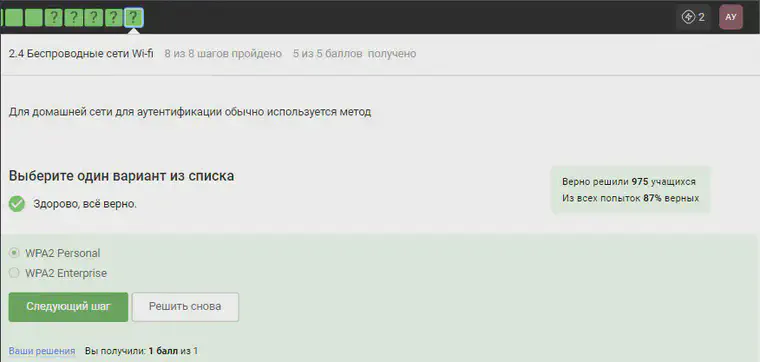 ? ? ? ? ?
2 АУ
2.4 Беспроводные сети Wi-fi 8 из 8 шагов пройдено 5 из 5 баллов получено
Для домашней сети для аутентификации обычно используется метод
Выберите один вариант из списка
Здорово, всё верно.
Верно решили 975 учащихся
Из всех попыток 87% верных
WPA2 Personal
WPA2 Enterprise
Следующий шаг Решить снова
Ваши решения Вы получили: 1 балл из 1